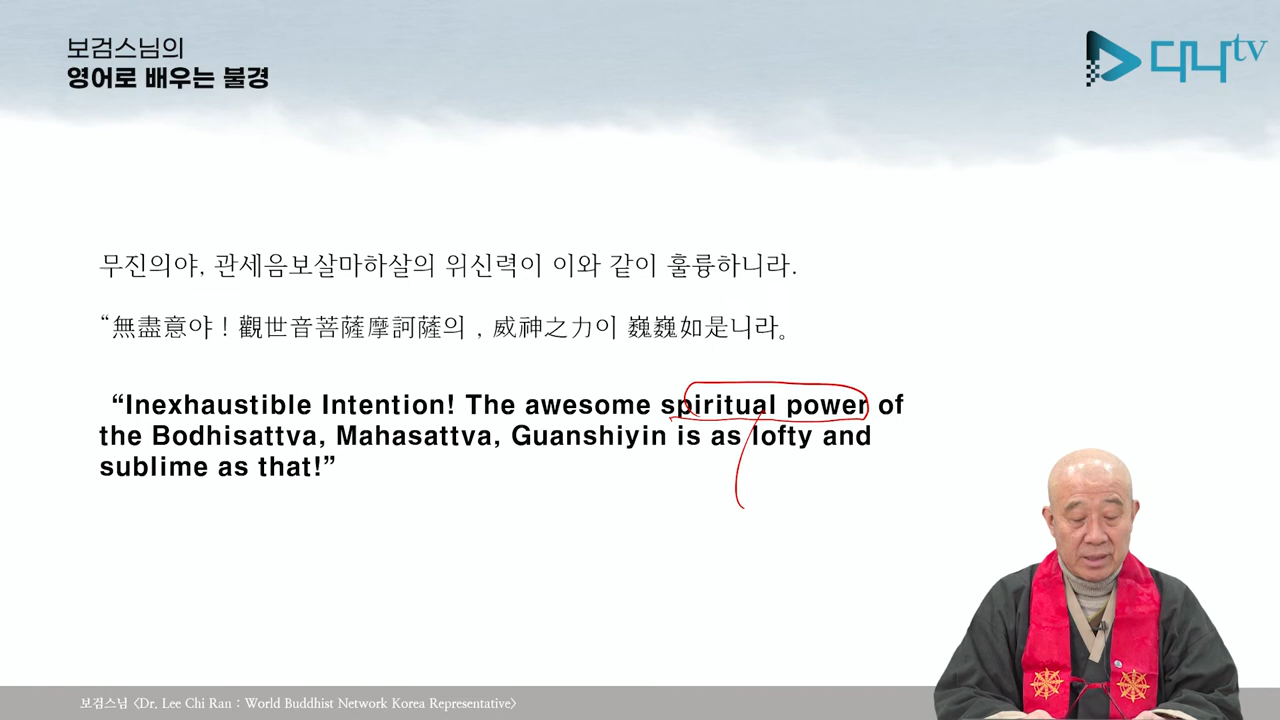 보검스님의
영어로 배우는 불경
디나tv
무진의야, 관세음보살마하살의 위신력이 이와 같이 훌륭하니라.
“無盡意야 ! 觀世音菩薩摩訶薩의 , 威神之力이 巍巍如是니라。
“Inexhaustible Intention! The awesome spiritual power of
the Bodhisattva, Mahasattva, Guanshiyin is as lofty and
sublime as that!”
보검스님 <Dr. Lee Chi Ran : World Buddhist Network Korea Representative>